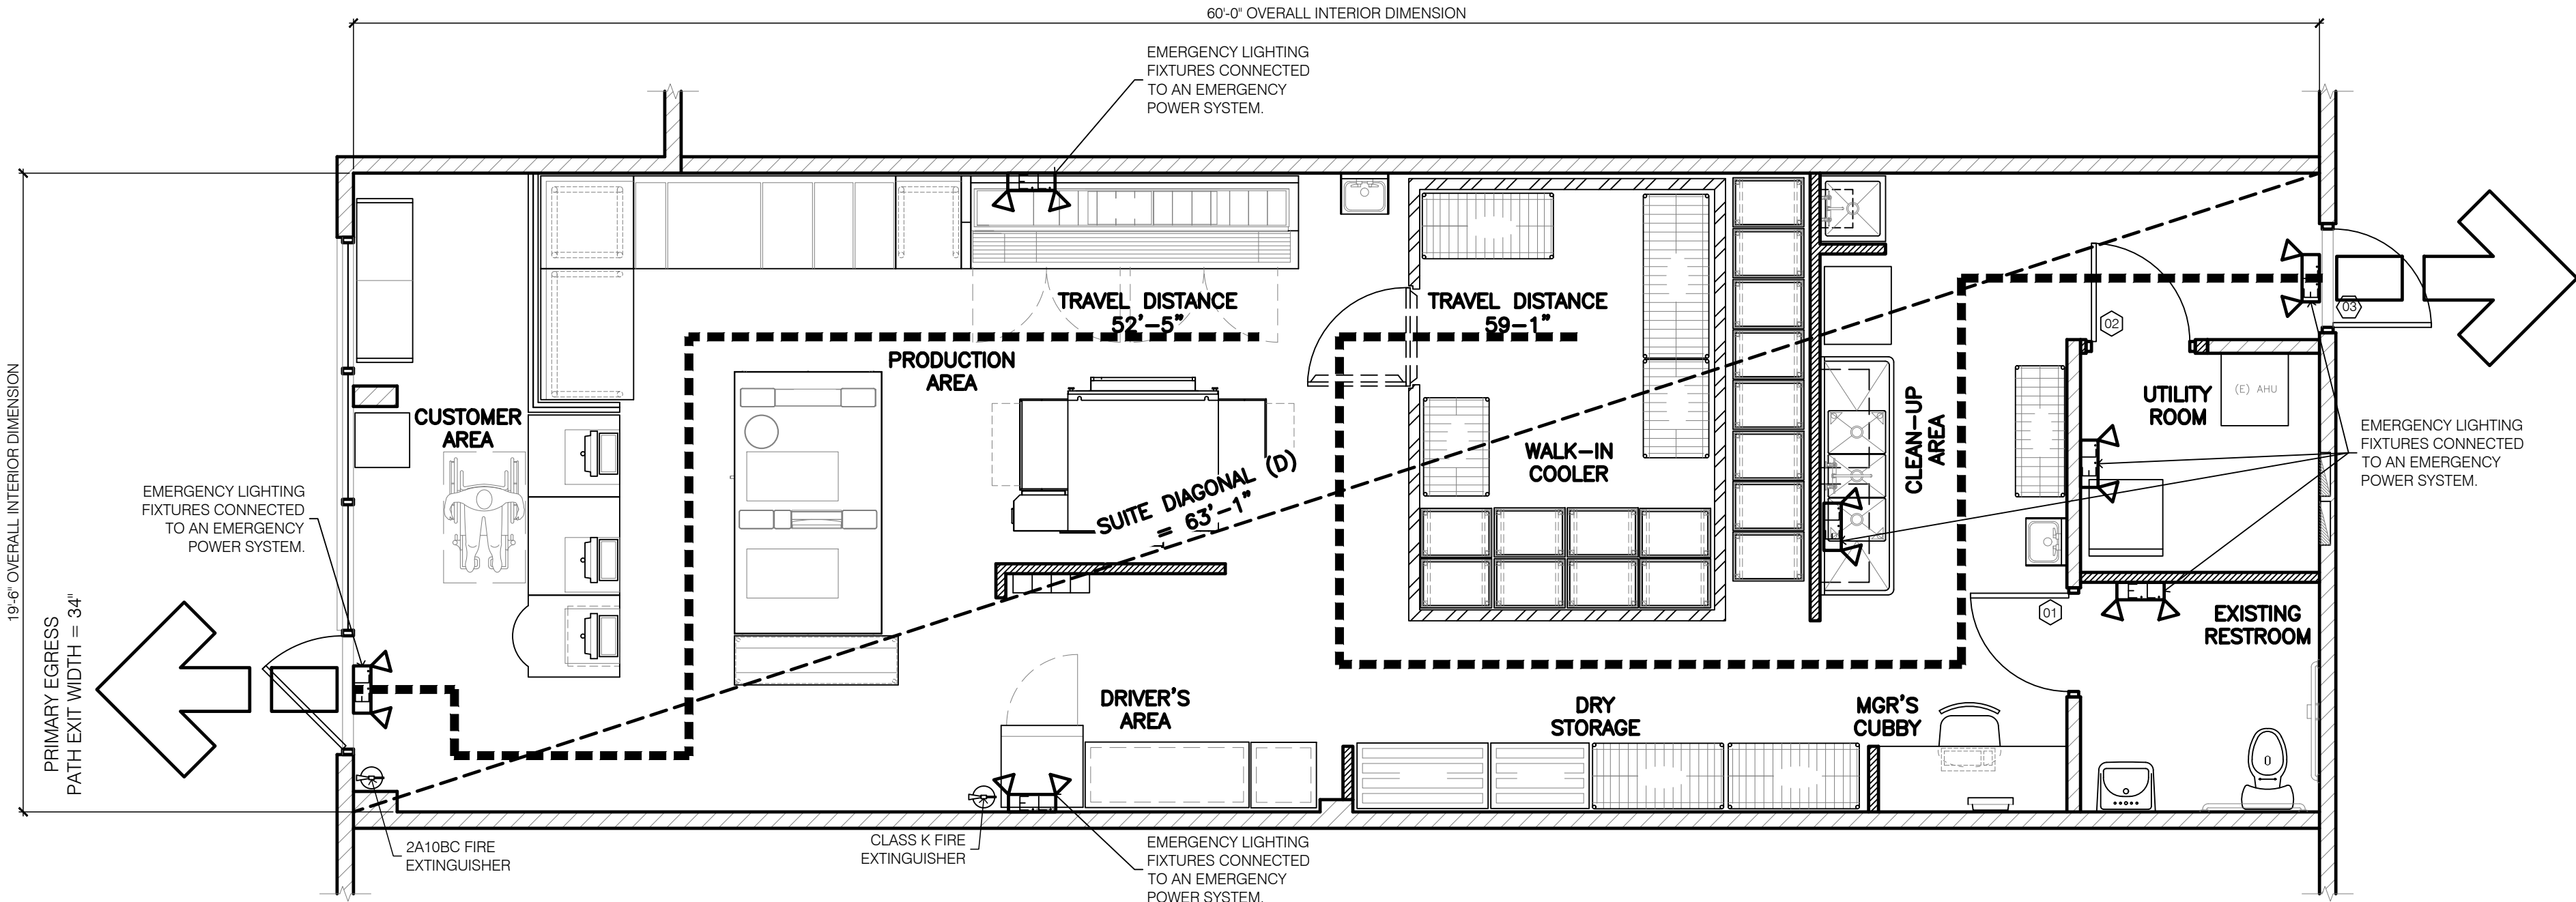 60'-0" OVERALL INTERIOR DIMENSION
EMERGENCY LIGHTING
FIXTURES CONNECTED
TO AN EMERGENCY
POWER SYSTEM.
19'-6" OVERALL INTERIOR DIMENSION
TRAVEL DISTANCE
52'-5"
TRAVEL DISTANCE
59-1"
PRODUCTION
AREA
CUSTOMER
AREA
SUITE DIAGONAL (D)
= 63'-1"
WALK-IN
COOLER
CLEAN-UP
AREA
UTILITY
ROOM
(E) AHU
02
03
01
EMERGENCY LIGHTING
FIXTURES CONNECTED
TO AN EMERGENCY
POWER SYSTEM.
EMERGENCY LIGHTING
FIXTURES CONNECTED
TO AN EMERGENCY
POWER SYSTEM.
EXISTING
RESTROOM
PRIMARY EGRESS
PATH EXIT WIDTH = 34"
DRIVER'S
AREA
DRY
STORAGE
MGR'S
CUBBY
2A10BC FIRE
EXTINGUISHER
CLASS K FIRE
EXTINGUISHER
EMERGENCY LIGHTING
FIXTURES CONNECTED
TO AN EMERGENCY
POWER SYSTEM.